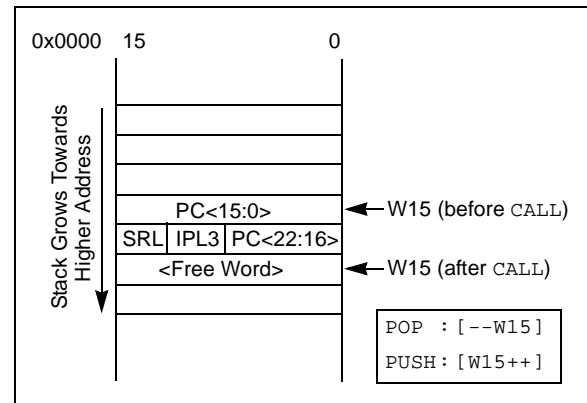 0x0000 15 0
Stack Grows Towards
Higher Address
PC<15:0>
W15 (before CALL)
SRL IPL3 PC<22:16>
<Free Word>
W15 (after CALL)
POP : [--W15]
PUSH : [W15++]